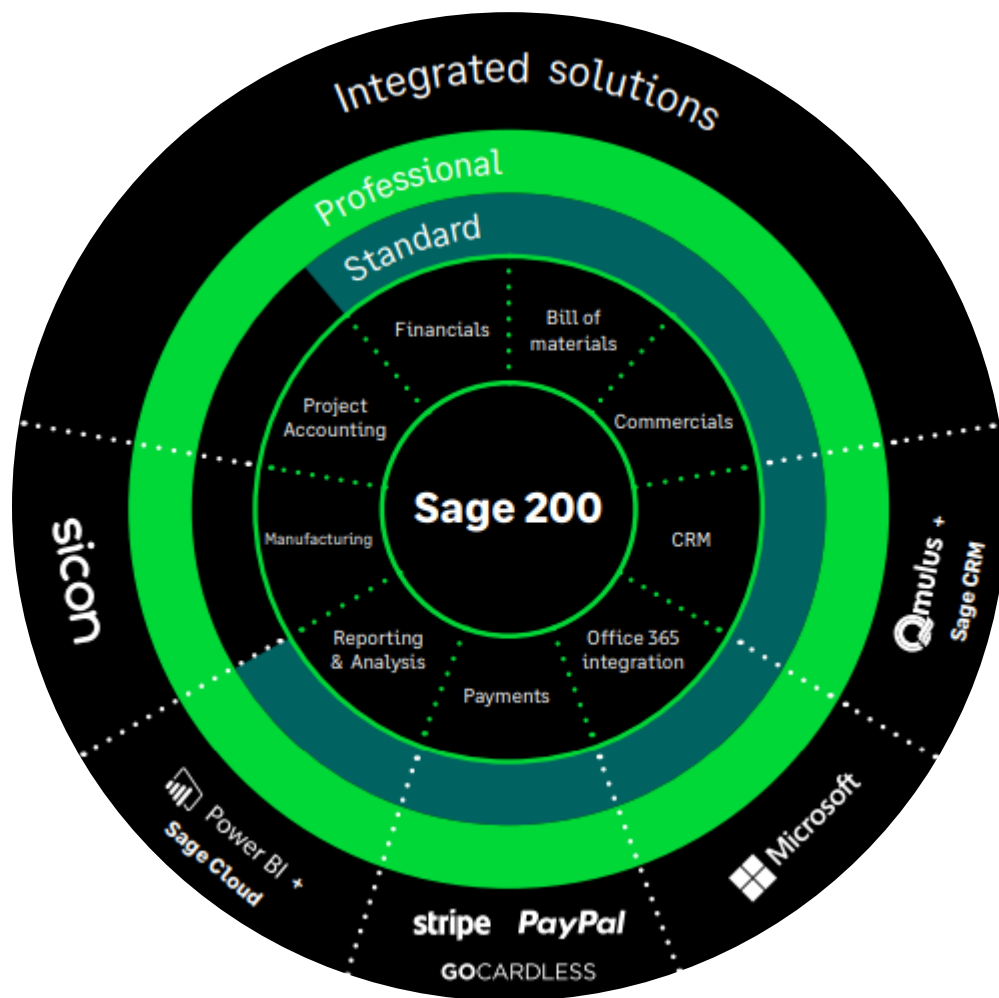 Integrated solutions
Professional
Standard
Financials
Bill of
materials
Project
Accounting
Commercials
Sage 200
Manufacturing
CRM
Reporting
& Analysis
Office 365
integration
Payments
sicon
Qmulus +
Sage CRM
Power BI +
Sage Cloud
Microsoft
stripe PayPal
GOCARDLESS